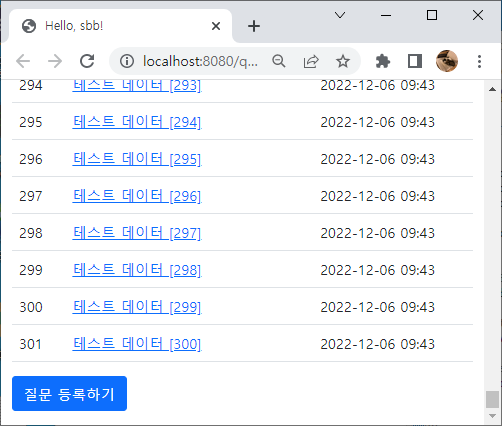 Hello, sbb!
localhost:8080/q...
294 테스트 데이터 [293] 2022-12-06 09:43
295 테스트 데이터 [294] 2022-12-06 09:43
296 테스트 데이터 [295] 2022-12-06 09:43
297 테스트 데이터 [296] 2022-12-06 09:43
298 테스트 데이터 [297] 2022-12-06 09:43
299 테스트 데이터 [298] 2022-12-06 09:43
300 테스트 데이터 [299] 2022-12-06 09:43
301 테스트 데이터 [300] 2022-12-06 09:43
질문 등록하기